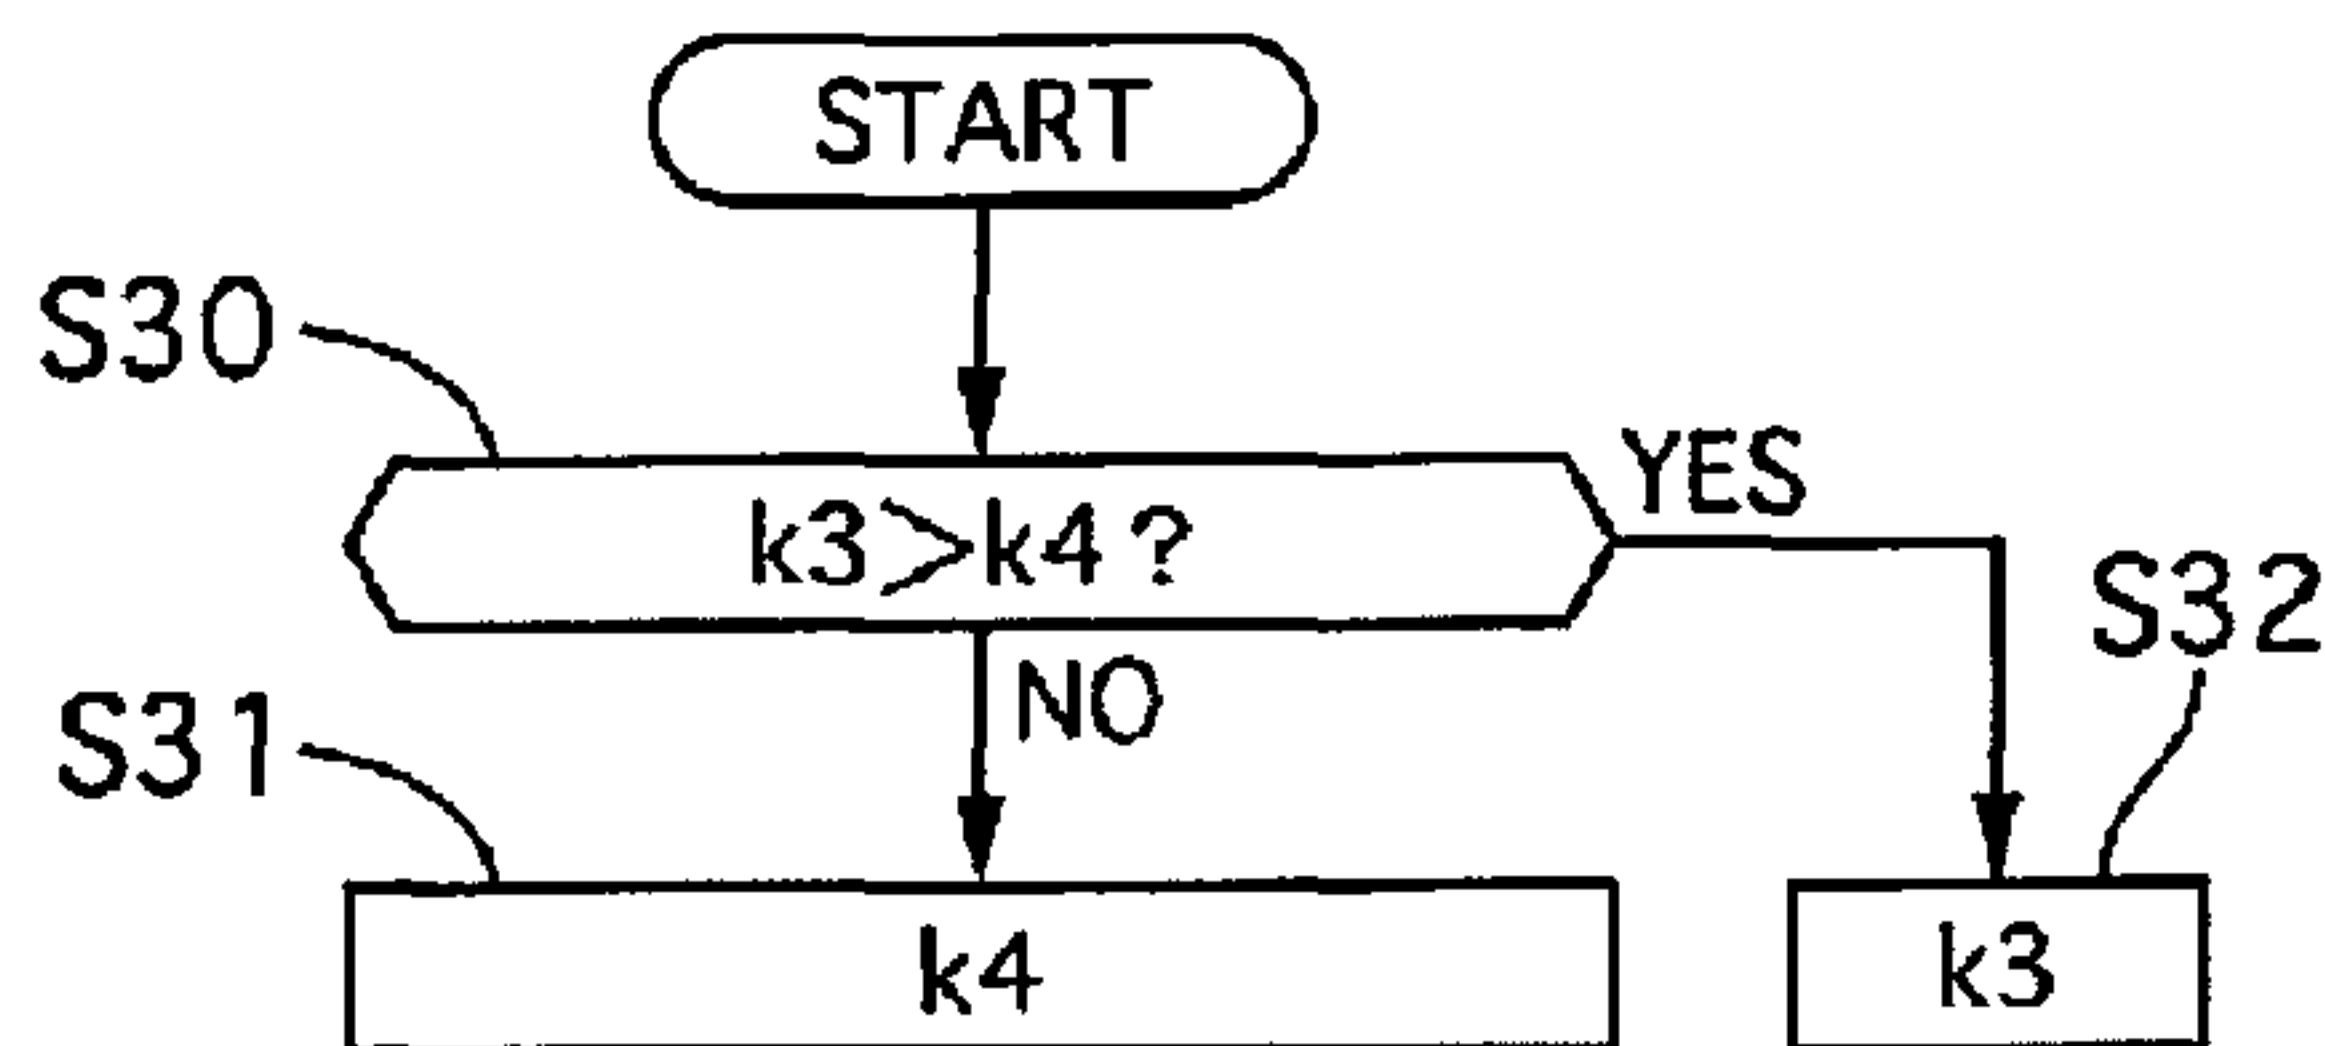 START
S30
k3>k4?
YES
NO
S31
S32
k4
k3